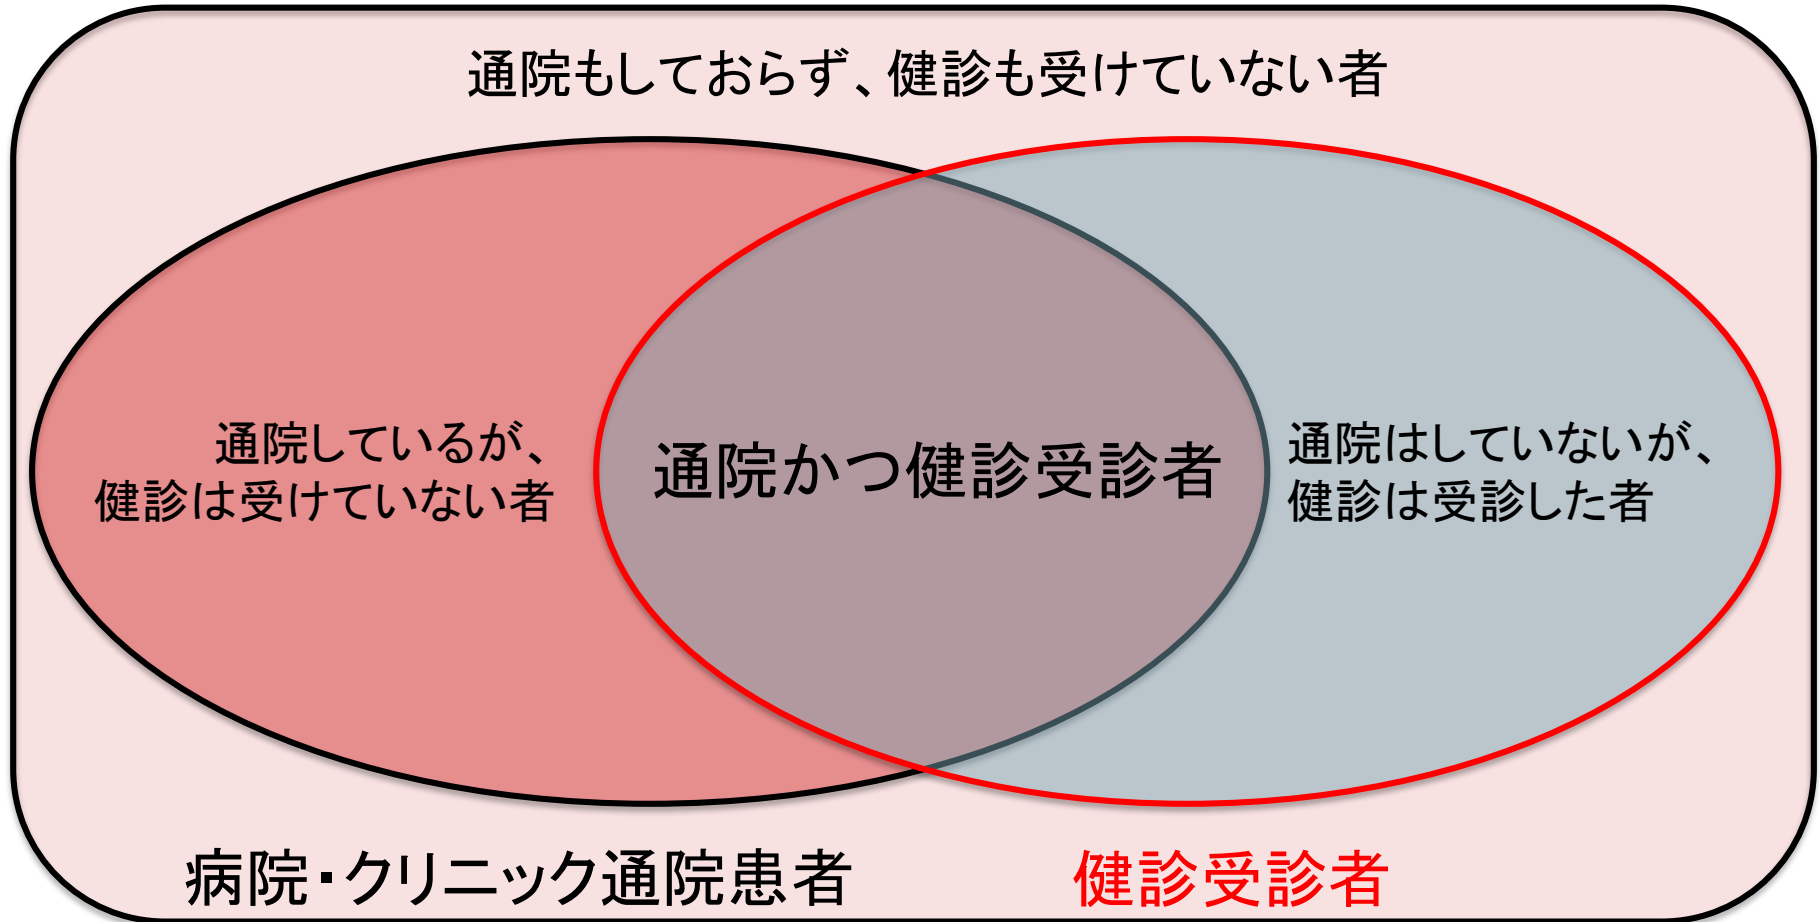 通院もしておらず、健診も受けていない者
通院しているが、
健診は受けていない者
通院かつ健診受診者
通院はしていないが、
健診は受診した者
病院・クリニック通院患者
健診受診者